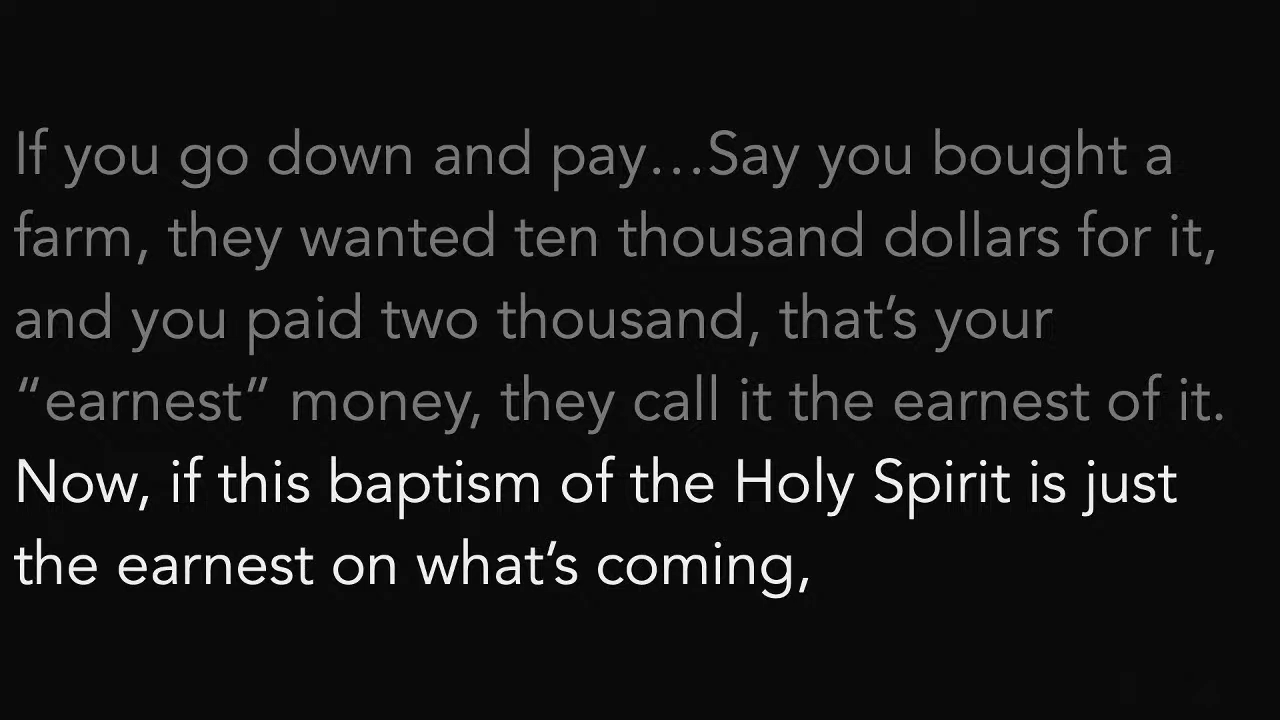 If you go down and pay…Say you bought a
farm, they wanted ten thousand dollars for it,
and you paid two thousand, that’s your
“earnest” money, they call it the earnest of it.
Now, if this baptism of the Holy Spirit is just
the earnest on what’s coming,